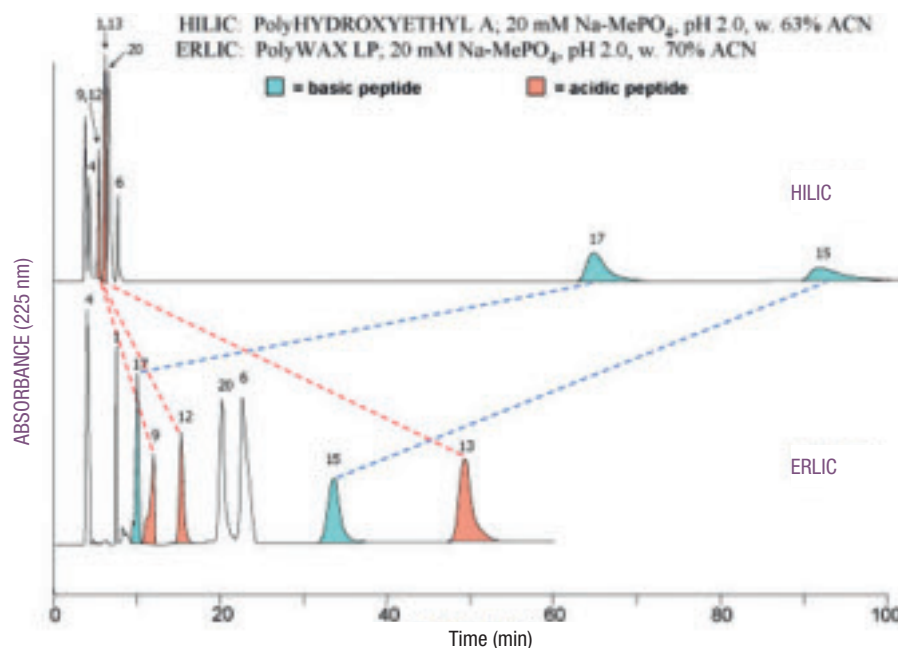 HILIC: PolyHYDROXYETHYL A; 20 mM Na-MePO4, pH 2.0, w. 63% ACN
ERLIC: PolyWAX LP; 20 mM Na-MePO4, pH 2.0, w. 70% ACN
= basic peptide = acidic peptide
1,13
20
9,12
4
6
HILIC
17
15
ABSORBANCE (225 nm)
4
1
17
9
12
20
6
15
13
ERLIC
0 20 40 60 80 100
Time (min)